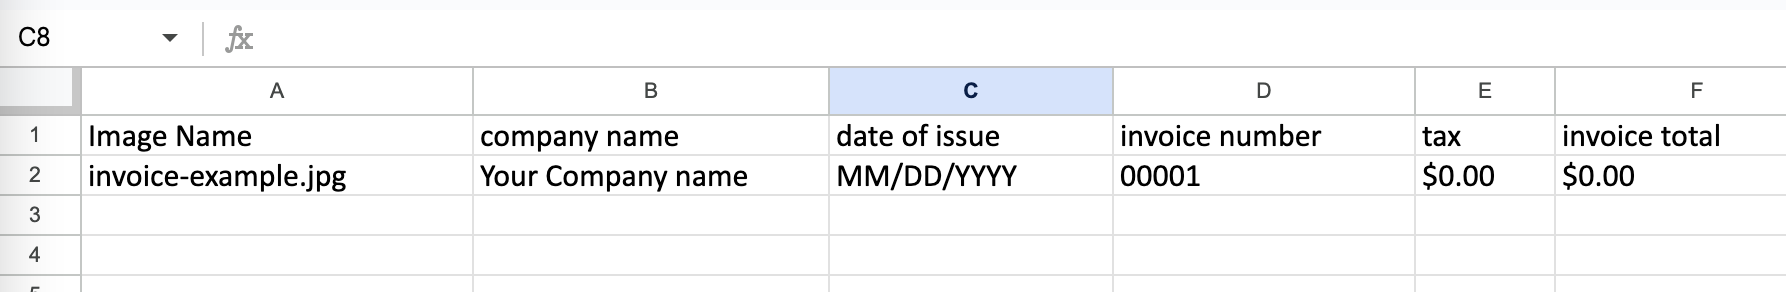 C8 fx
A B C D E F
1 Image Name company name date of issue invoice number tax invoice total
2 invoice-example.jpg Your Company name MM/DD/YYYY 00001 $0.00 $0.00
3
4